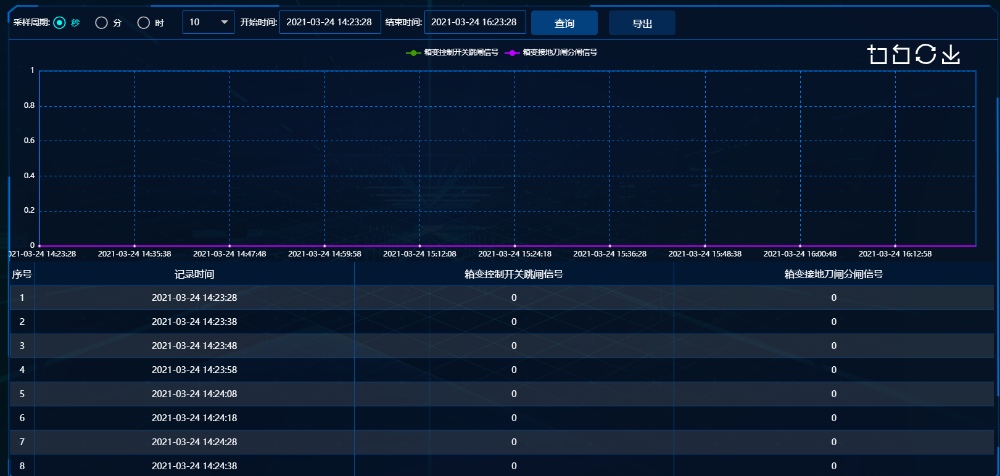 采样周期: 秒 分 时 10 开始时间: 2021-03-24 14:23:28 结束时间: 2021-03-24 16:23:28 查询 导出
箱变控制开关跳闸信号 箱变接地刀闸分闸信号
1
0.8
0.6
0.4
0.2
0
021-03-24 14:23:28 2021-03-24 14:35:38 2021-03-24 14:47:48 2021-03-24 14:59:58 2021-03-24 15:12:08 2021-03-24 15:24:18 2021-03-24 15:36:28 2021-03-24 15:48:38 2021-03-24 16:00:48 2021-03-24 16:12:58
序号 记录时间 箱变控制开关跳闸信号 箱变接地刀闸分闸信号
1 2021-03-24 14:23:28 0 0
2 2021-03-24 14:23:38 0 0
3 2021-03-24 14:23:48 0 0
4 2021-03-24 14:23:58 0 0
5 2021-03-24 14:24:08 0 0
6 2021-03-24 14:24:18 0 0
7 2021-03-24 14:24:28 0 0
8 2021-03-24 14:24:38 0 0